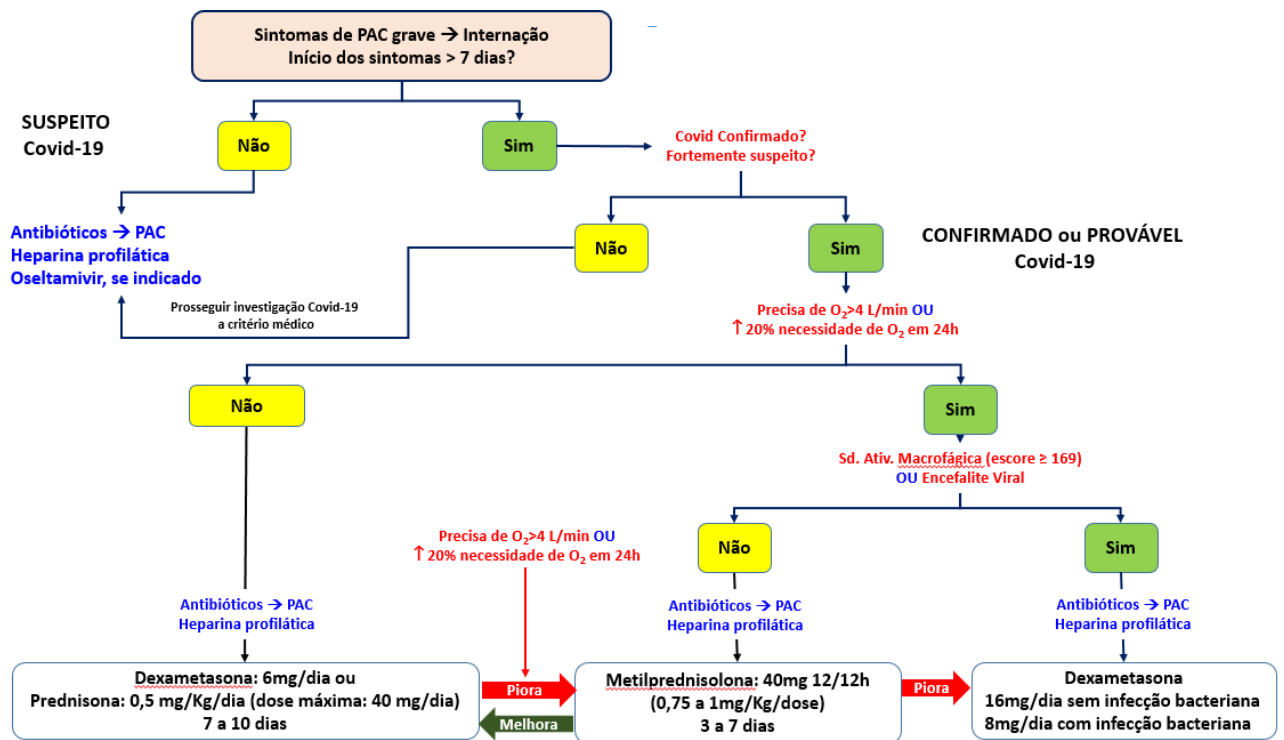 Sintomas de PAC grave → Internação
Início dos sintomas > 7 dias?
SUSPEITO
Covid-19
Não
Sim
Covid Confirmado?
Fortemente suspeito?
Antibióticos → PAC
Heparina profilática
Oseltamivir, se indicado
Não
Sim
CONFIRMADO ou PROVÁVEL
Covid-19
Prosseguir investigação Covid-19
a critério médico
Precisa de O₂>4 L/min OU
↑ 20% necessidade de O₂ em 24h
Não
Sim
Sd. Ativ. Macrofágica (escore ≥ 169)
OU Encefalite Viral
Precisa de O₂>4 L/min OU
↑ 20% necessidade de O₂ em 24h
Não
Sim
Antibióticos → PAC
Heparina profilática
Antibióticos → PAC
Heparina profilática
Antibióticos → PAC
Heparina profilática
Dexametasona: 6mg/dia ou
Prednisona: 0,5 mg/Kg/dia (dose máxima: 40 mg/dia)
7 a 10 dias
Piora
Melhora
Metilprednisolona: 40mg 12/12h
(0,75 a 1mg/Kg/dose)
3 a 7 dias
Piora
Dexametasona
16mg/dia sem infecção bacteriana
8mg/dia com infecção bacteriana